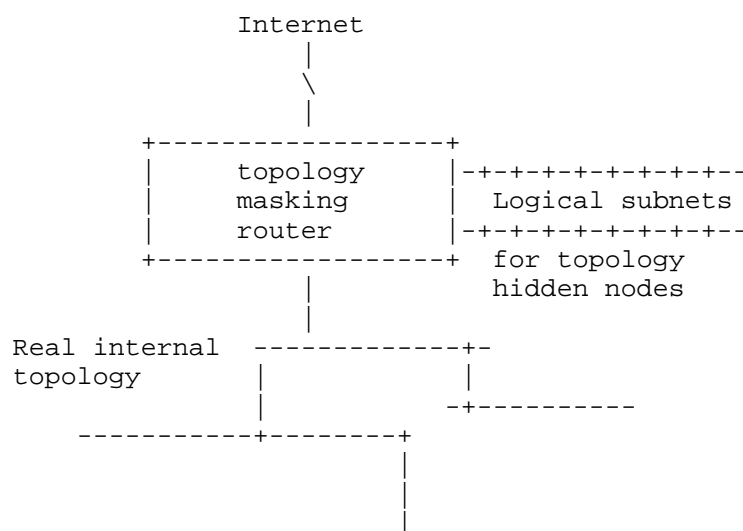 Internet
topology
masking
router
Logical subnets
for topology
hidden nodes
Real internal
topology